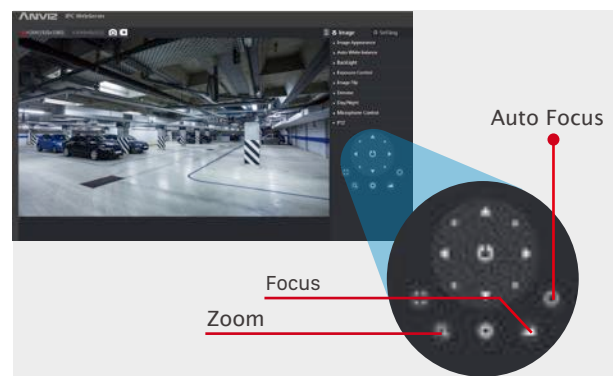 ANVIZ IPC WebServer
Image Setting
Image Appearance
Auto White Balance
Backlight
Exposure Control
Image Flip
Denoise
Day/Night
Microphone Control
PTZ
Auto Focus
Focus
Zoom